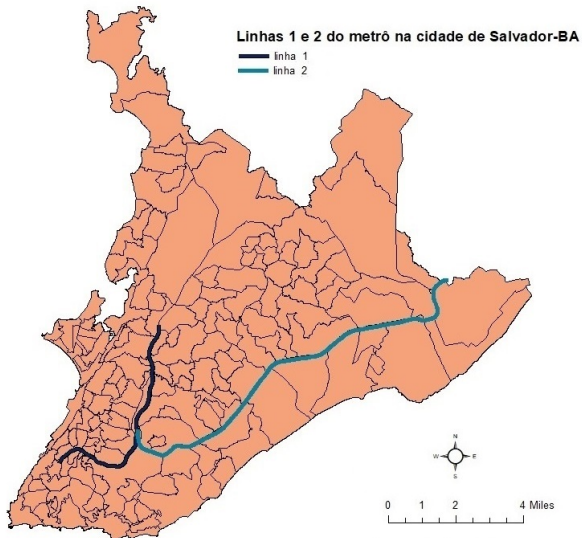 Linhas 1 e 2 do metrô na cidade de Salvador-BA
linha 1
linha 2
N
W E
S
0 1 2 4 Miles